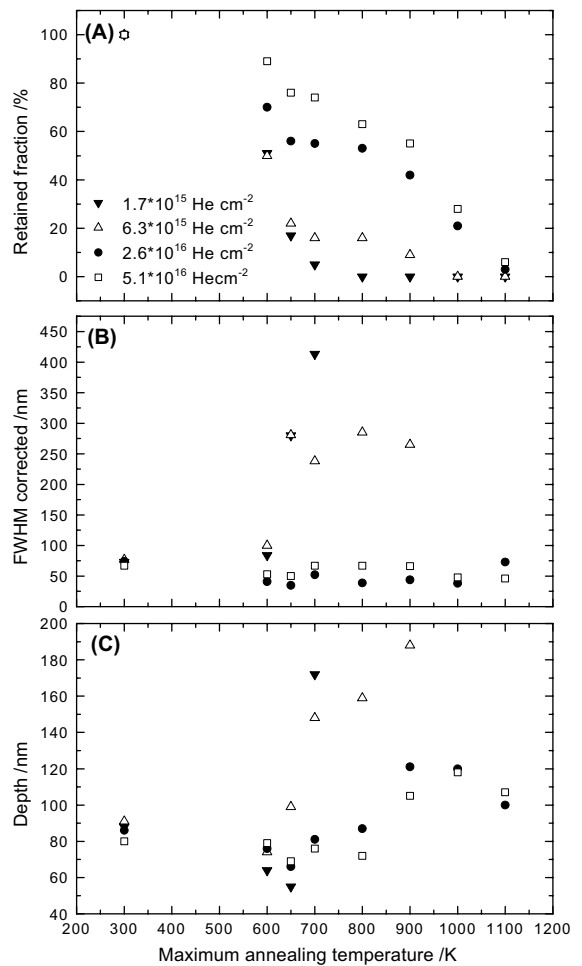 (A)
Retained fraction /%
100
80
60
40
20
0
1.7*10^15 He cm^-2
6.3*10^15 He cm^-2
2.6*10^16 He cm^-2
5.1*10^16 Hecm^-2
(B)
FWHM corrected /nm
450
400
350
300
250
200
150
100
50
0
(C)
Depth /nm
200
180
160
140
120
100
80
60
40
200 300 400 500 600 700 800 900 1000 1100 1200
Maximum annealing temperature /K